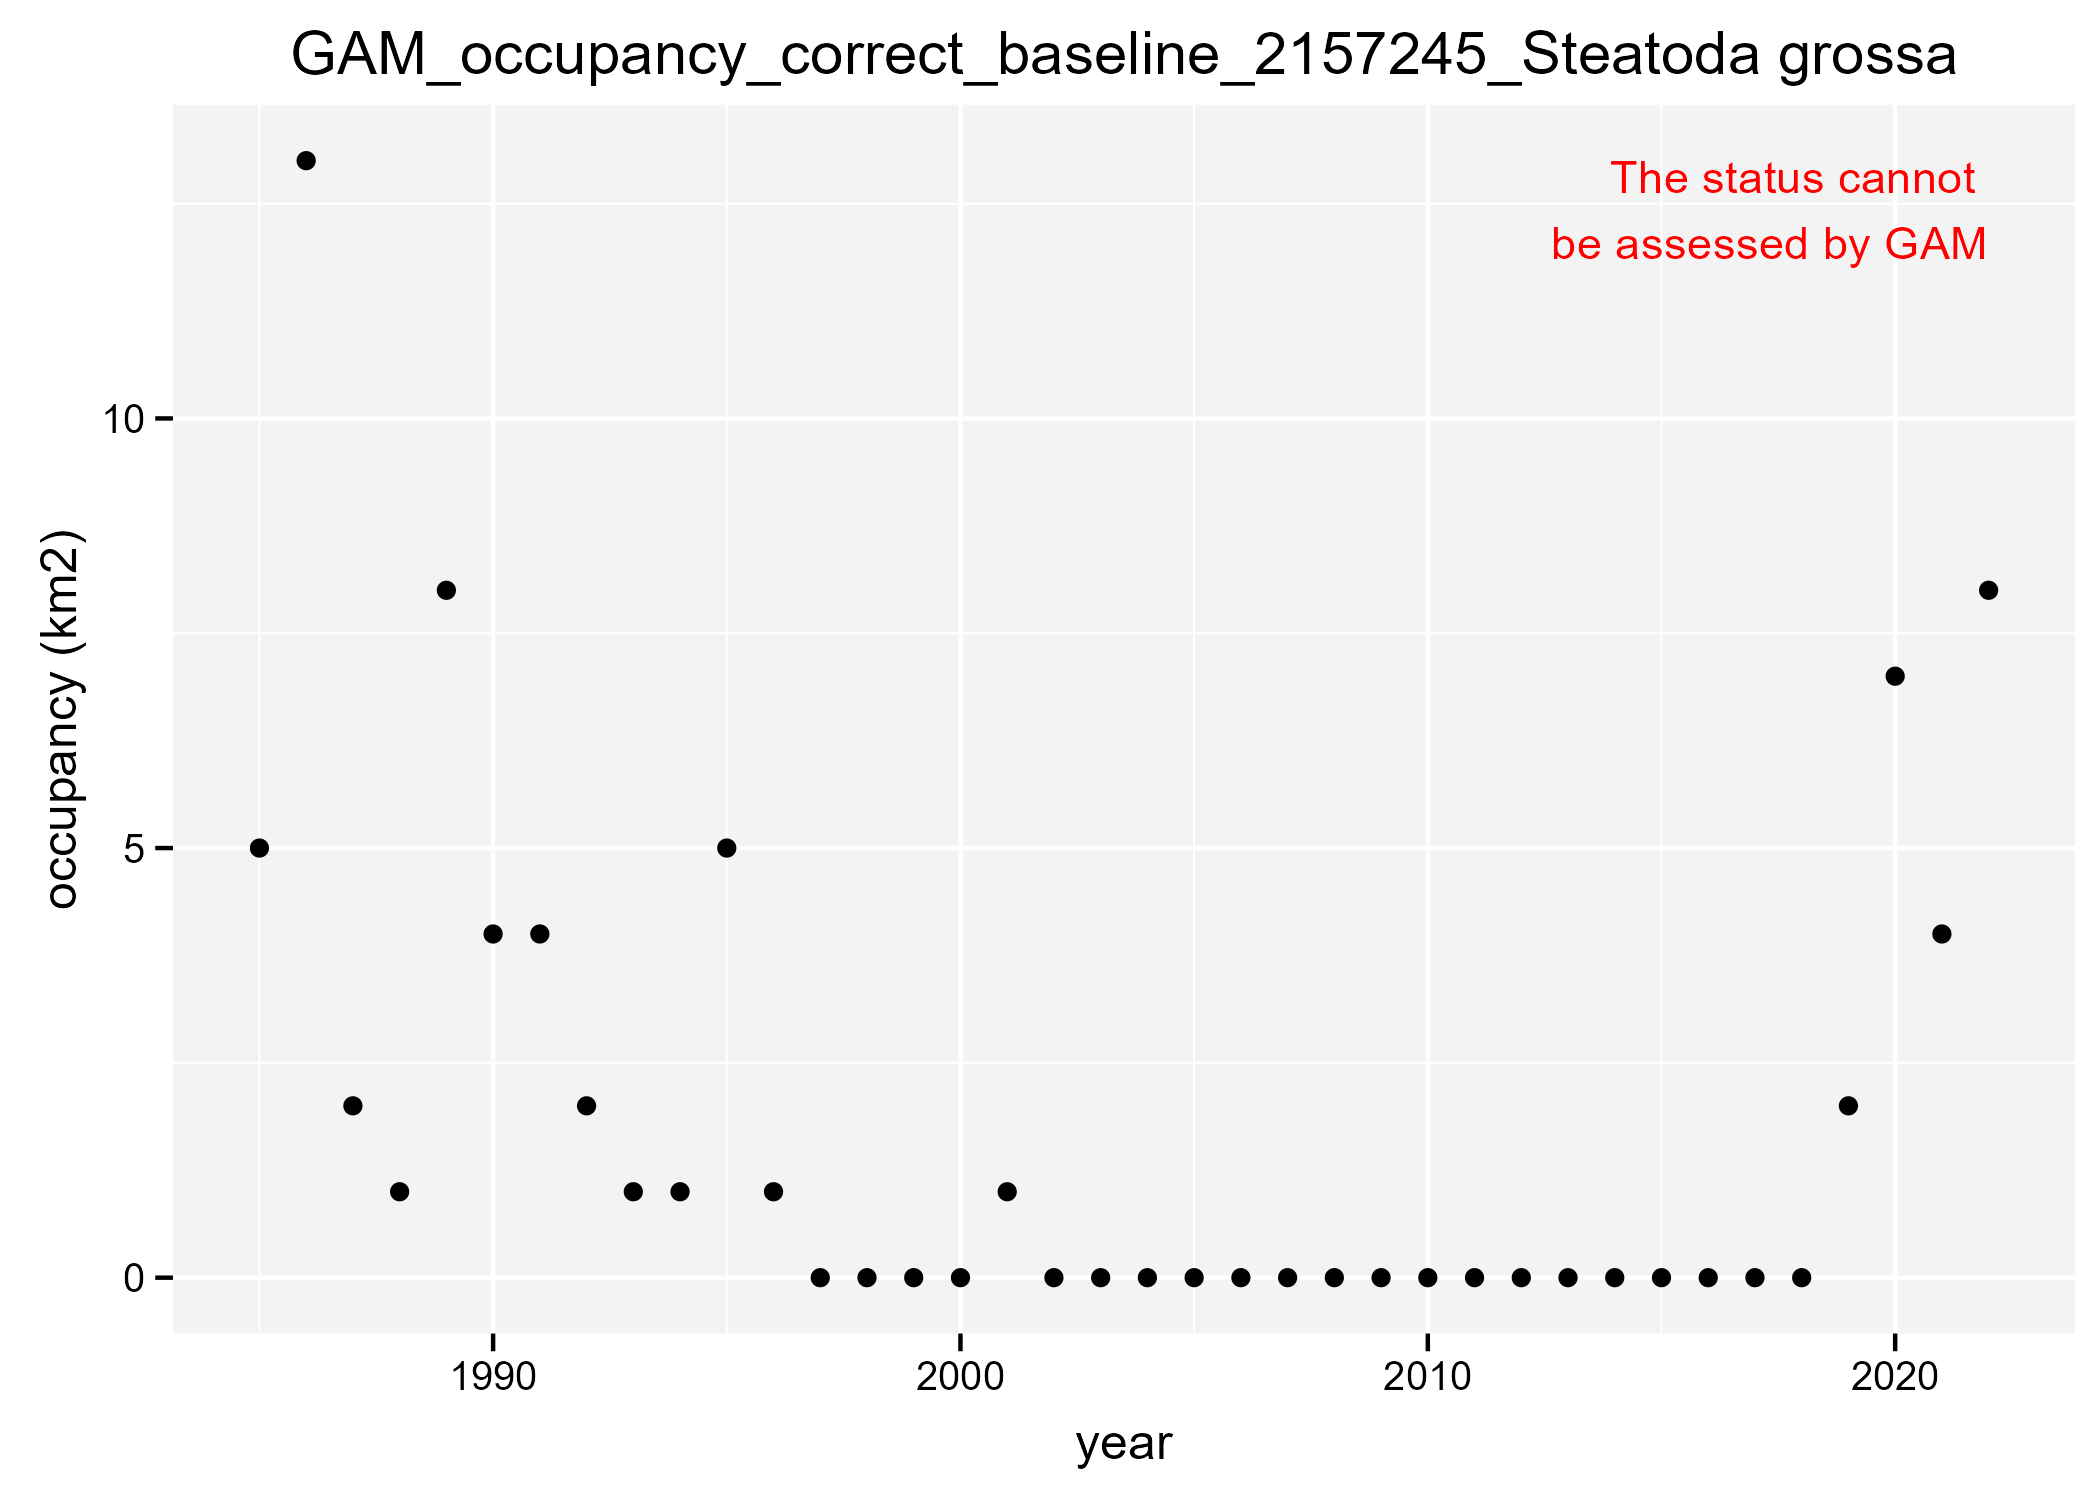 GAM_occupancy_correct_baseline_2157245_Steatoda grossa
The status cannot
be assessed by GAM
10
5
0
occupancy (km2)
1990 2000 2010 2020
year